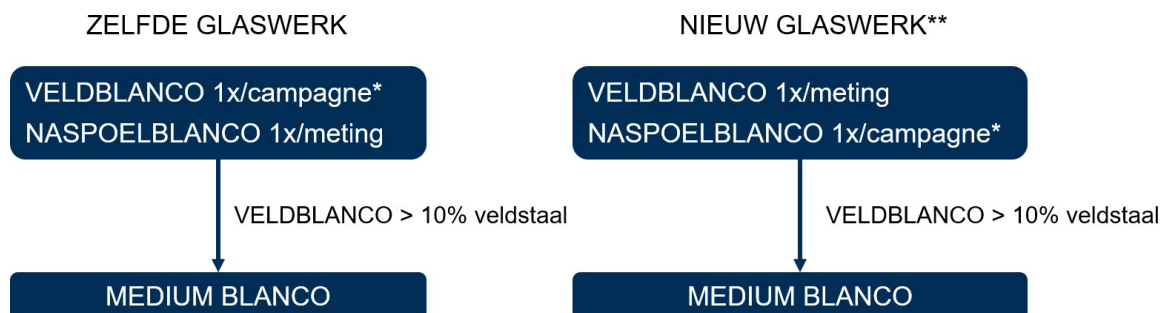 ZELFDE GLASWERK
VELDBLANCO 1x/campagne*
NASPOELBLANCO 1x/meting
VELDBLANCO > 10% veldstaal
MEDIUM BLANCO
NIEUW GLASWERK**
VELDBLANCO 1x/meting
NASPOELBLANCO 1x/campagne*
VELDBLANCO > 10% veldstaal
MEDIUM BLANCO